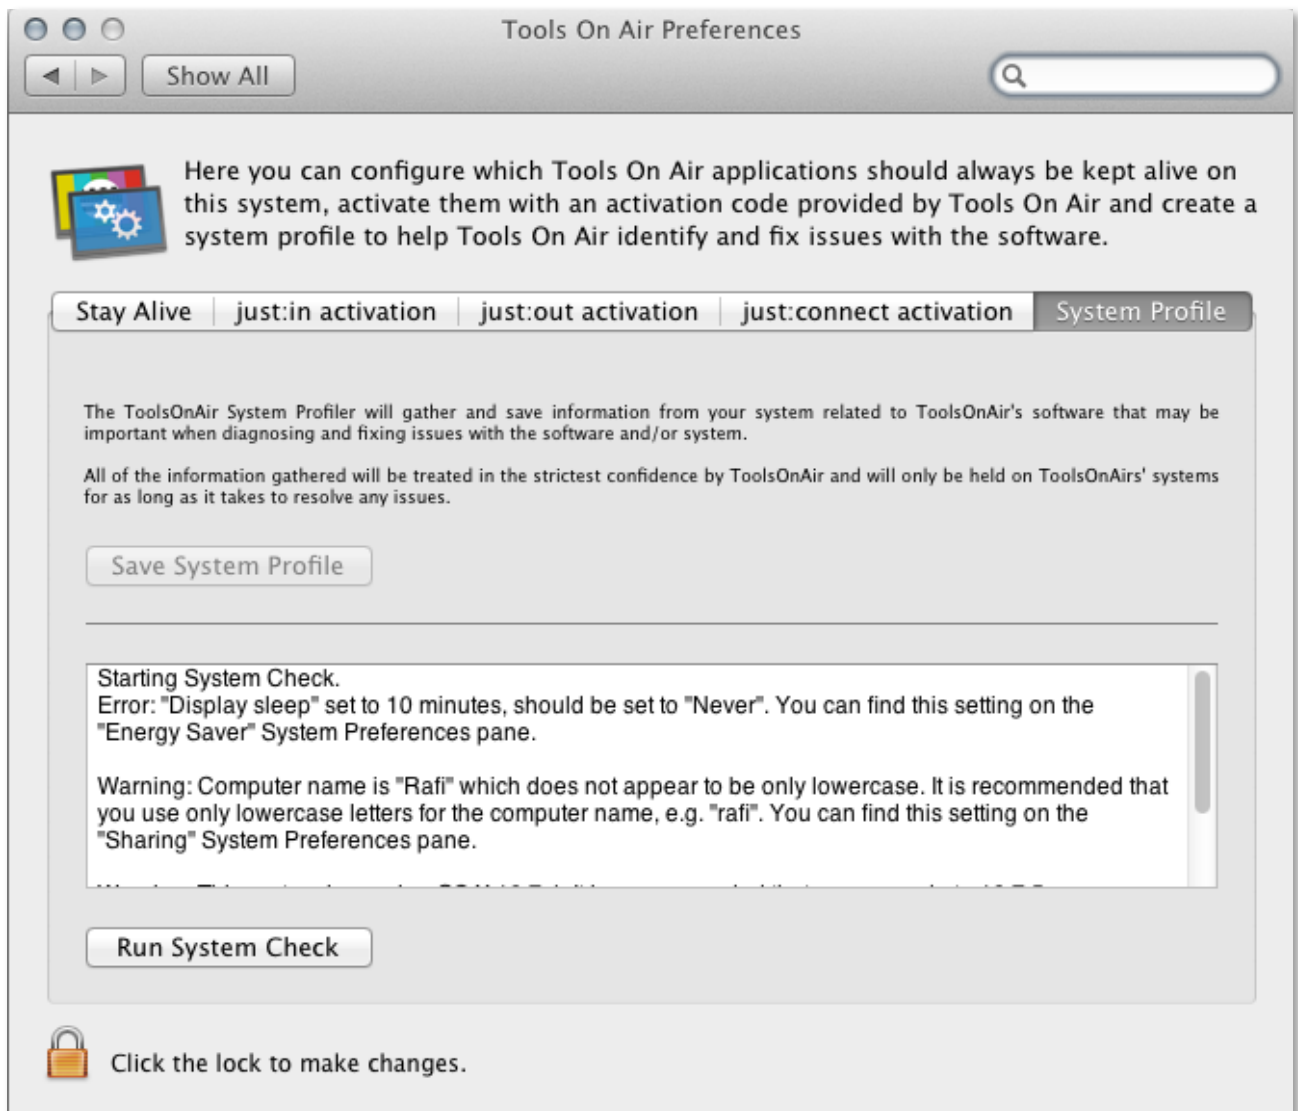 Tools On Air Preferences
Show All
Here you can configure which Tools On Air applications should always be kept alive on
this system, activate them with an activation code provided by Tools On Air and create a
system profile to help Tools On Air identify and fix issues with the software.
Stay Alive just:in activation just:out activation just:connect activation System Profile
The ToolsOnAir System Profiler will gather and save information from your system related to ToolsOnAir's software that may be
important when diagnosing and fixing issues with the software and/or system.
All of the information gathered will be treated in the strictest confidence by ToolsOnAir and will only be held on ToolsOnAirs' systems
for as long as it takes to resolve any issues.
Save System Profile
Starting System Check.
Error: "Display sleep" set to 10 minutes, should be set to "Never". You can find this setting on the
"Energy Saver" System Preferences pane.
Warning: Computer name is "Rafi" which does not appear to be only lowercase. It is recommended that
you use only lowercase letters for the computer name, e.g. "rafi". You can find this setting on the
"Sharing" System Preferences pane.
Run System Check
Click the lock to make changes.